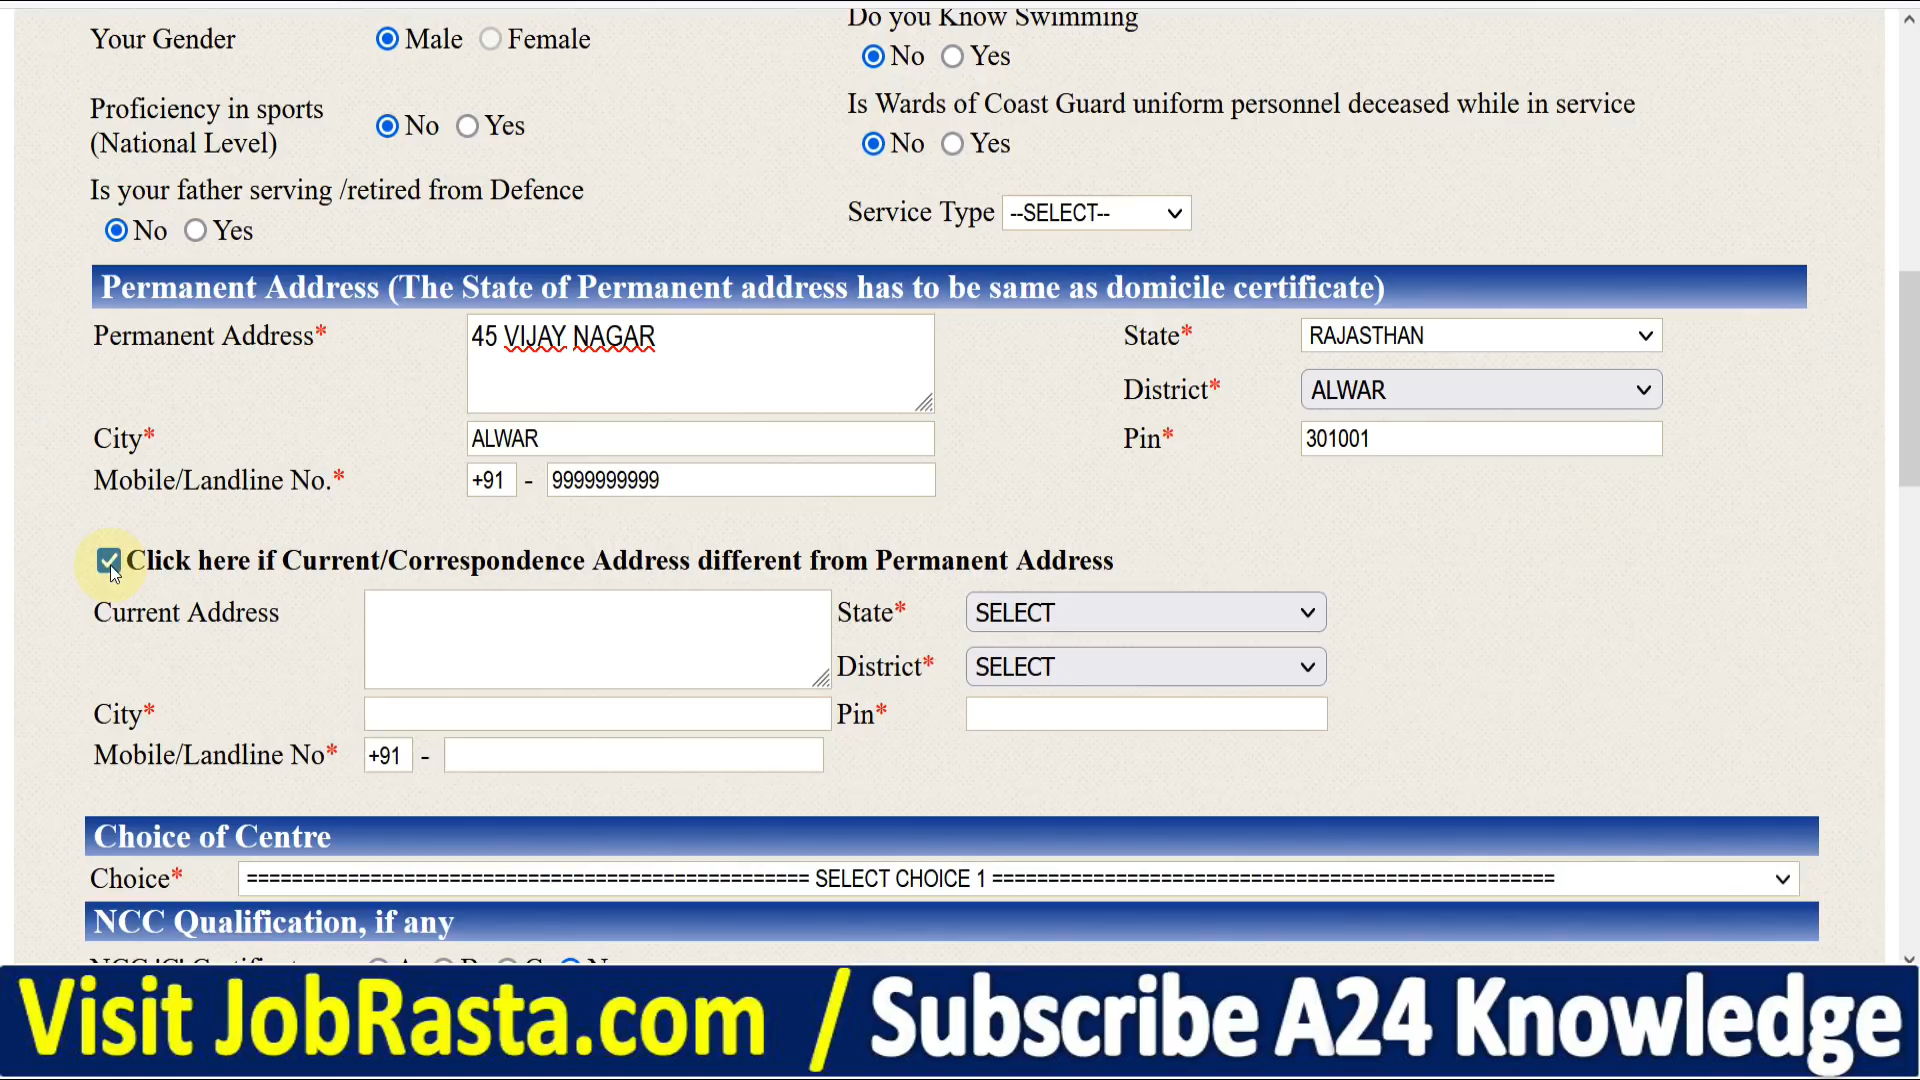 Do you Know Swimming
Your Gender Male Female
No Yes
Proficiency in sports
(National Level)
No Yes
Is Wards of Coast Guard uniform personnel deceased while in service
No Yes
Is your father serving /retired from Defence
No Yes
Service Type --SELECT--
Permanent Address (The State of Permanent address has to be same as domicile certificate)
Permanent Address* 45 VIJAY NAGAR State* RAJASTHAN
District* ALWAR
City* ALWAR Pin* 301001
Mobile/Landline No.* +91 - 9999999999
Click here if Current/Correspondence Address different from Permanent Address
Current Address State* SELECT
District* SELECT
City* Pin*
Mobile/Landline No* +91 -
Choice of Centre
Choice* ================================================== SELECT CHOICE 1 ==================================================
NCC Qualification, if any
Visit JobRasta.com / Subscribe A24 Knowledge